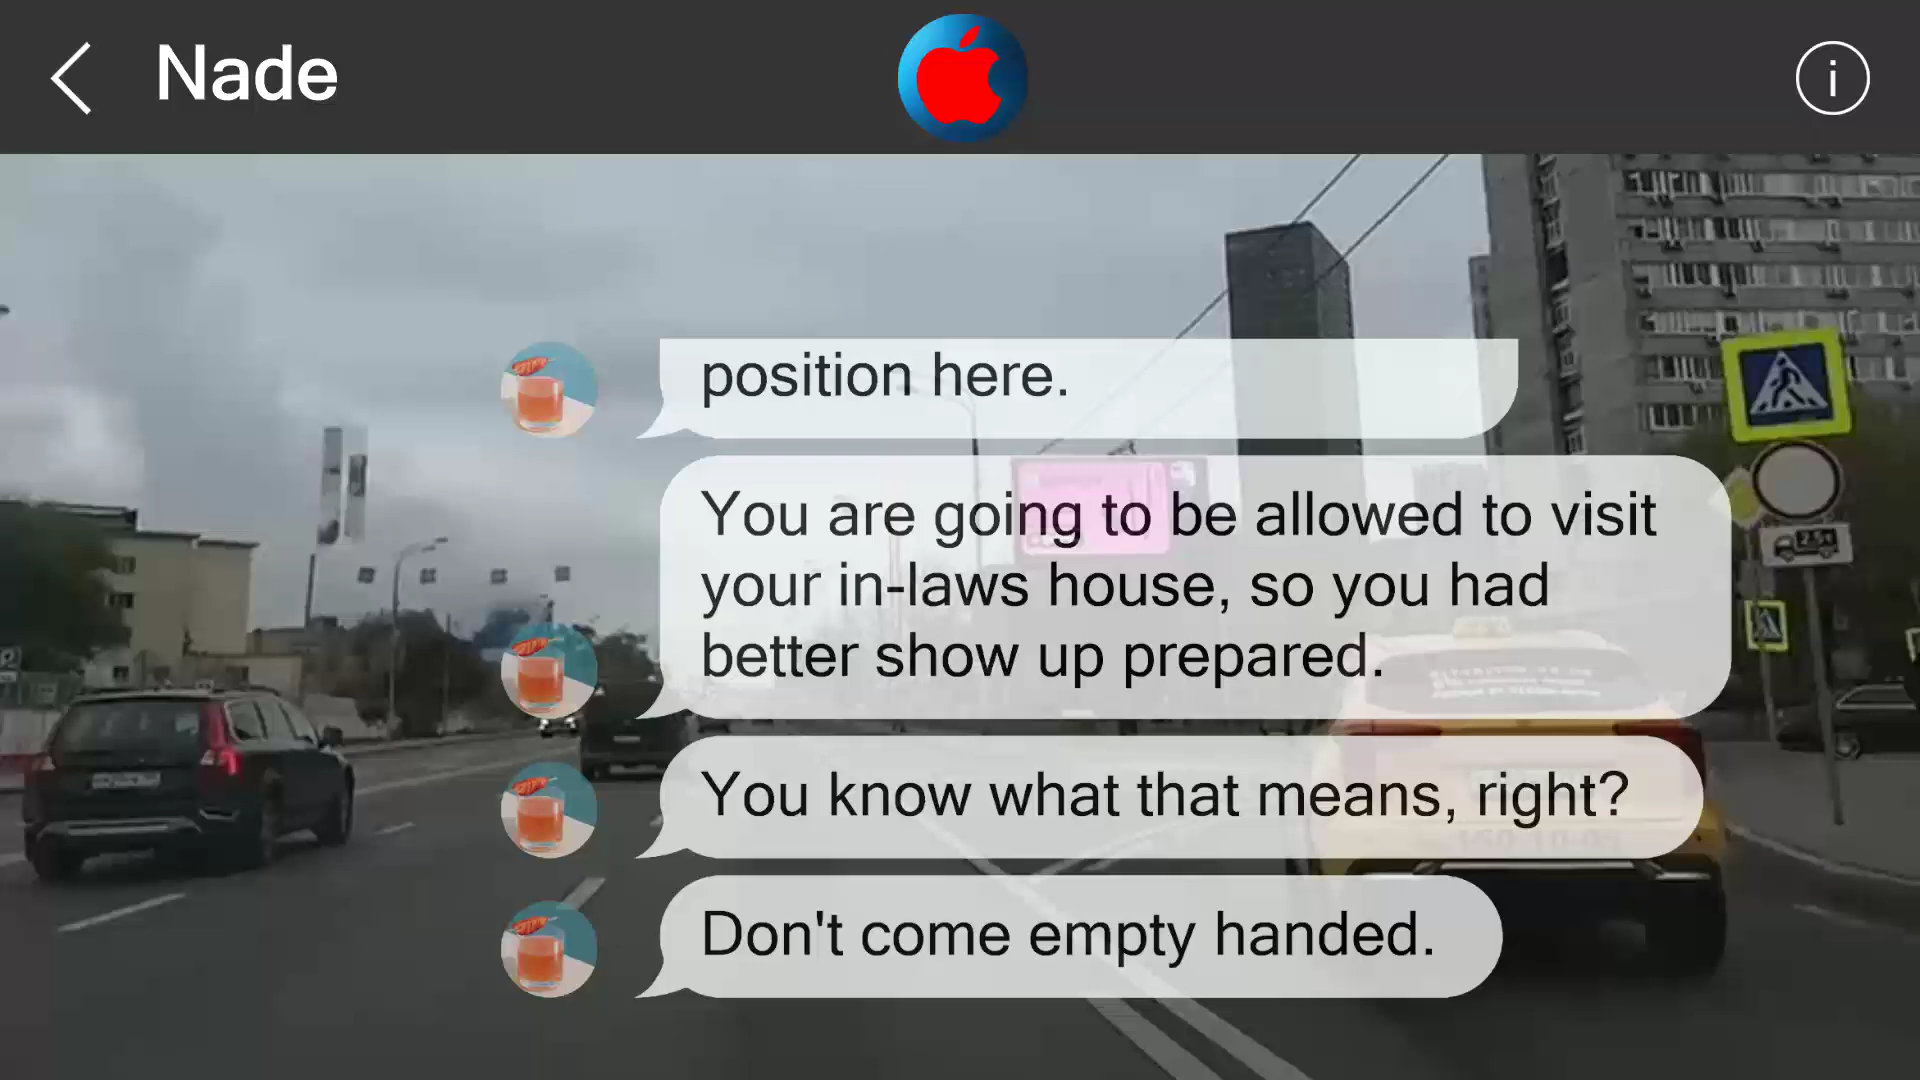 Nade
position here.
You are going to be allowed to visit
your in-laws house, so you had
better show up prepared.
You know what that means, right?
Don't come empty handed.